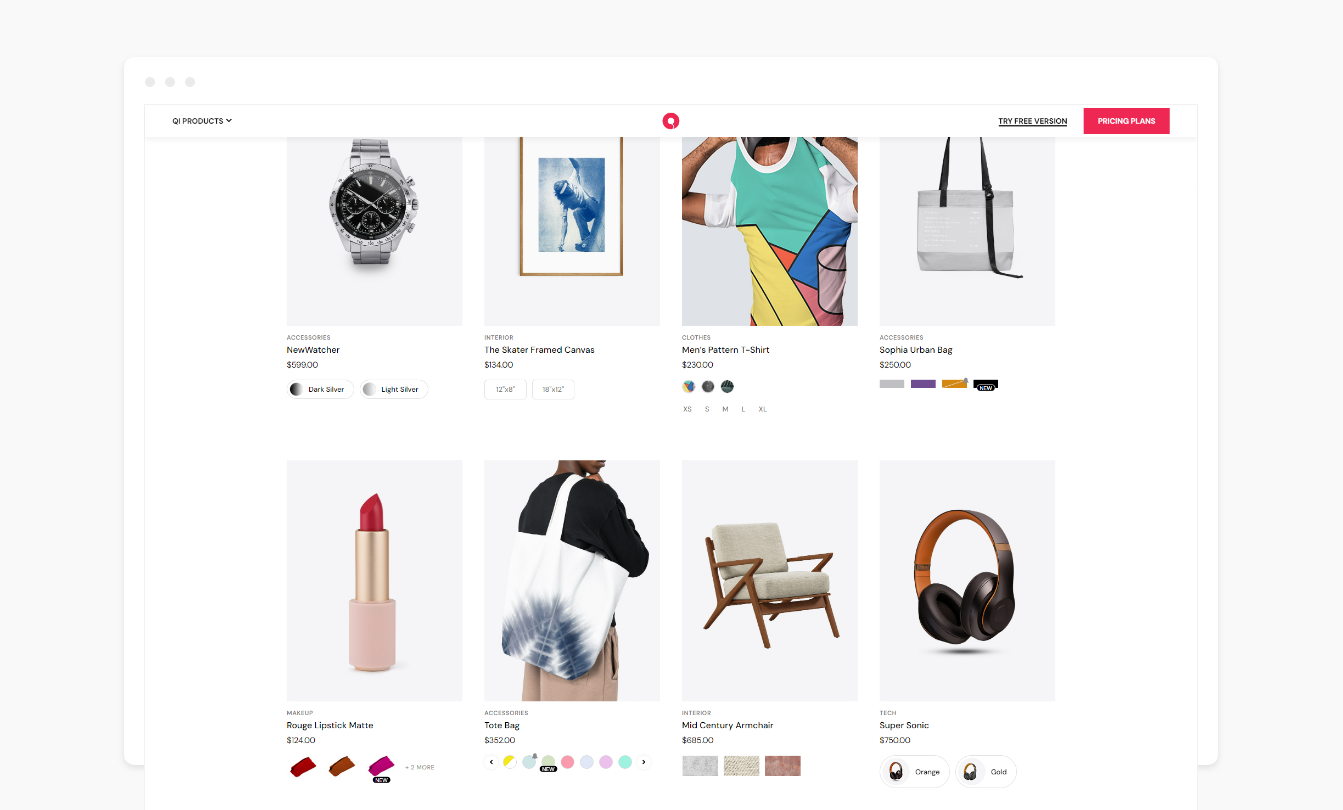 QI PRODUCTS
TRY FREE VERSION
PRICING PLANS
ACCESSORIES
NewWatcher
$599.00
Dark Silver
Light Silver
INTERIOR
The Skater Framed Canvas
$134.00
12"x8"
18"x12"
CLOTHES
Men's Pattern T-Shirt
$230.00
XS S M L XL
ACCESSORIES
Sophia Urban Bag
$250.00
NEW
MAKEUP
Rouge Lipstick Matte
$124.00
NEW
+ 2 MORE
ACCESSORIES
Tote Bag
$352.00
NEW
INTERIOR
Mid Century Armchair
$685.00
TECH
Super Sonic
$750.00
Orange
Gold